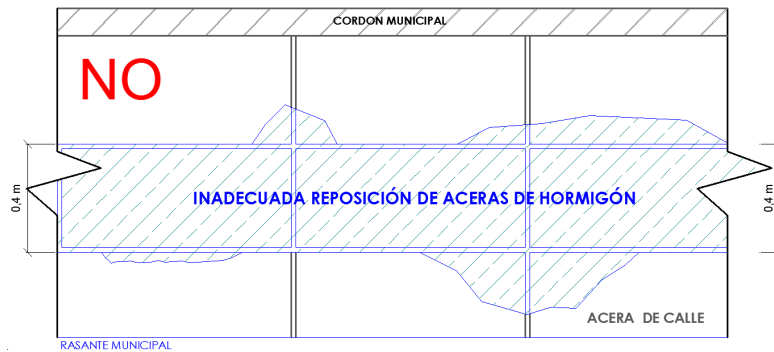 CORDON MUNICIPAL
NO
0,4 m
INADECUADA REPOSICIÓN DE ACERAS DE HORMIGÓN
0,4 m
ACERA DE CALLE
RASANTE MUNICIPAL